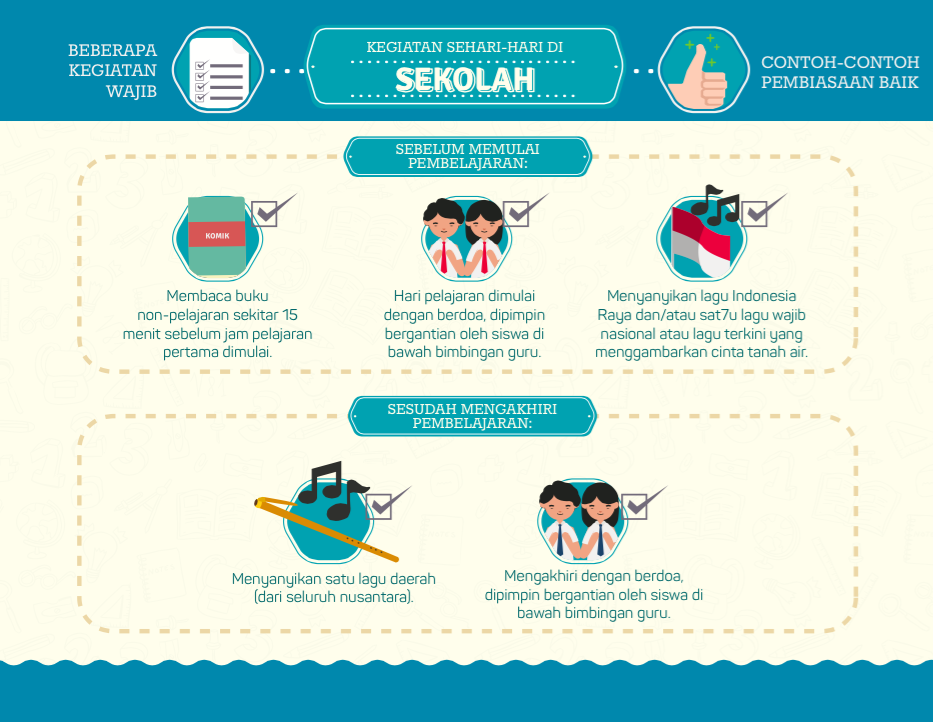 BEBERAPA
KEGIATAN
WAJIB
KEGIATAN SEHARI-HARI DI
SEKOLAH
CONTOH-CONTOH
PEMBIASAAN BAIK
SEBELUM MEMULAI
PEMBELAJARAN:
KOMIK
Membaca buku
non-pelajaran sekitar 15
menit sebelum jam pelajaran
pertama dimulai.
Hari pelajaran dimulai
dengan berdoa, dipimpin
bergantian oleh siswa di
bawah bimbingan guru.
Menyanyikan lagu Indonesia
Raya dan/atau sat7u lagu wajib
nasional atau lagu terkini yang
menggambarkan cinta tanah air.
SESUDAH MENGAKHIRI
PEMBELAJARAN:
Menyanyikan satu lagu daerah
(dari seluruh nusantara).
Mengakhiri dengan berdoa,
dipimpin bergantian oleh siswa di
bawah bimbingan guru.